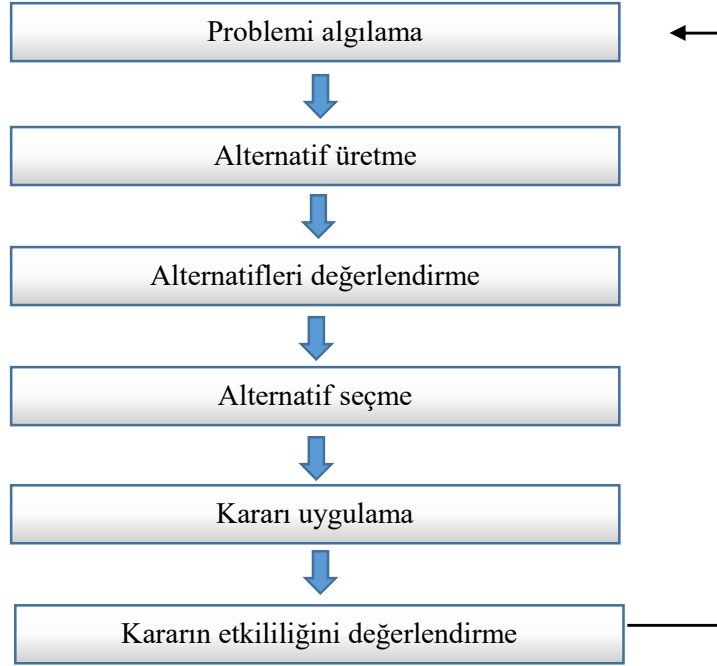 Problemi algılama
Alternatif üretme
Alternatifleri değerlendirme
Alternatif seçme
Kararı uygulama
Kararın etkililiğini değerlendirme